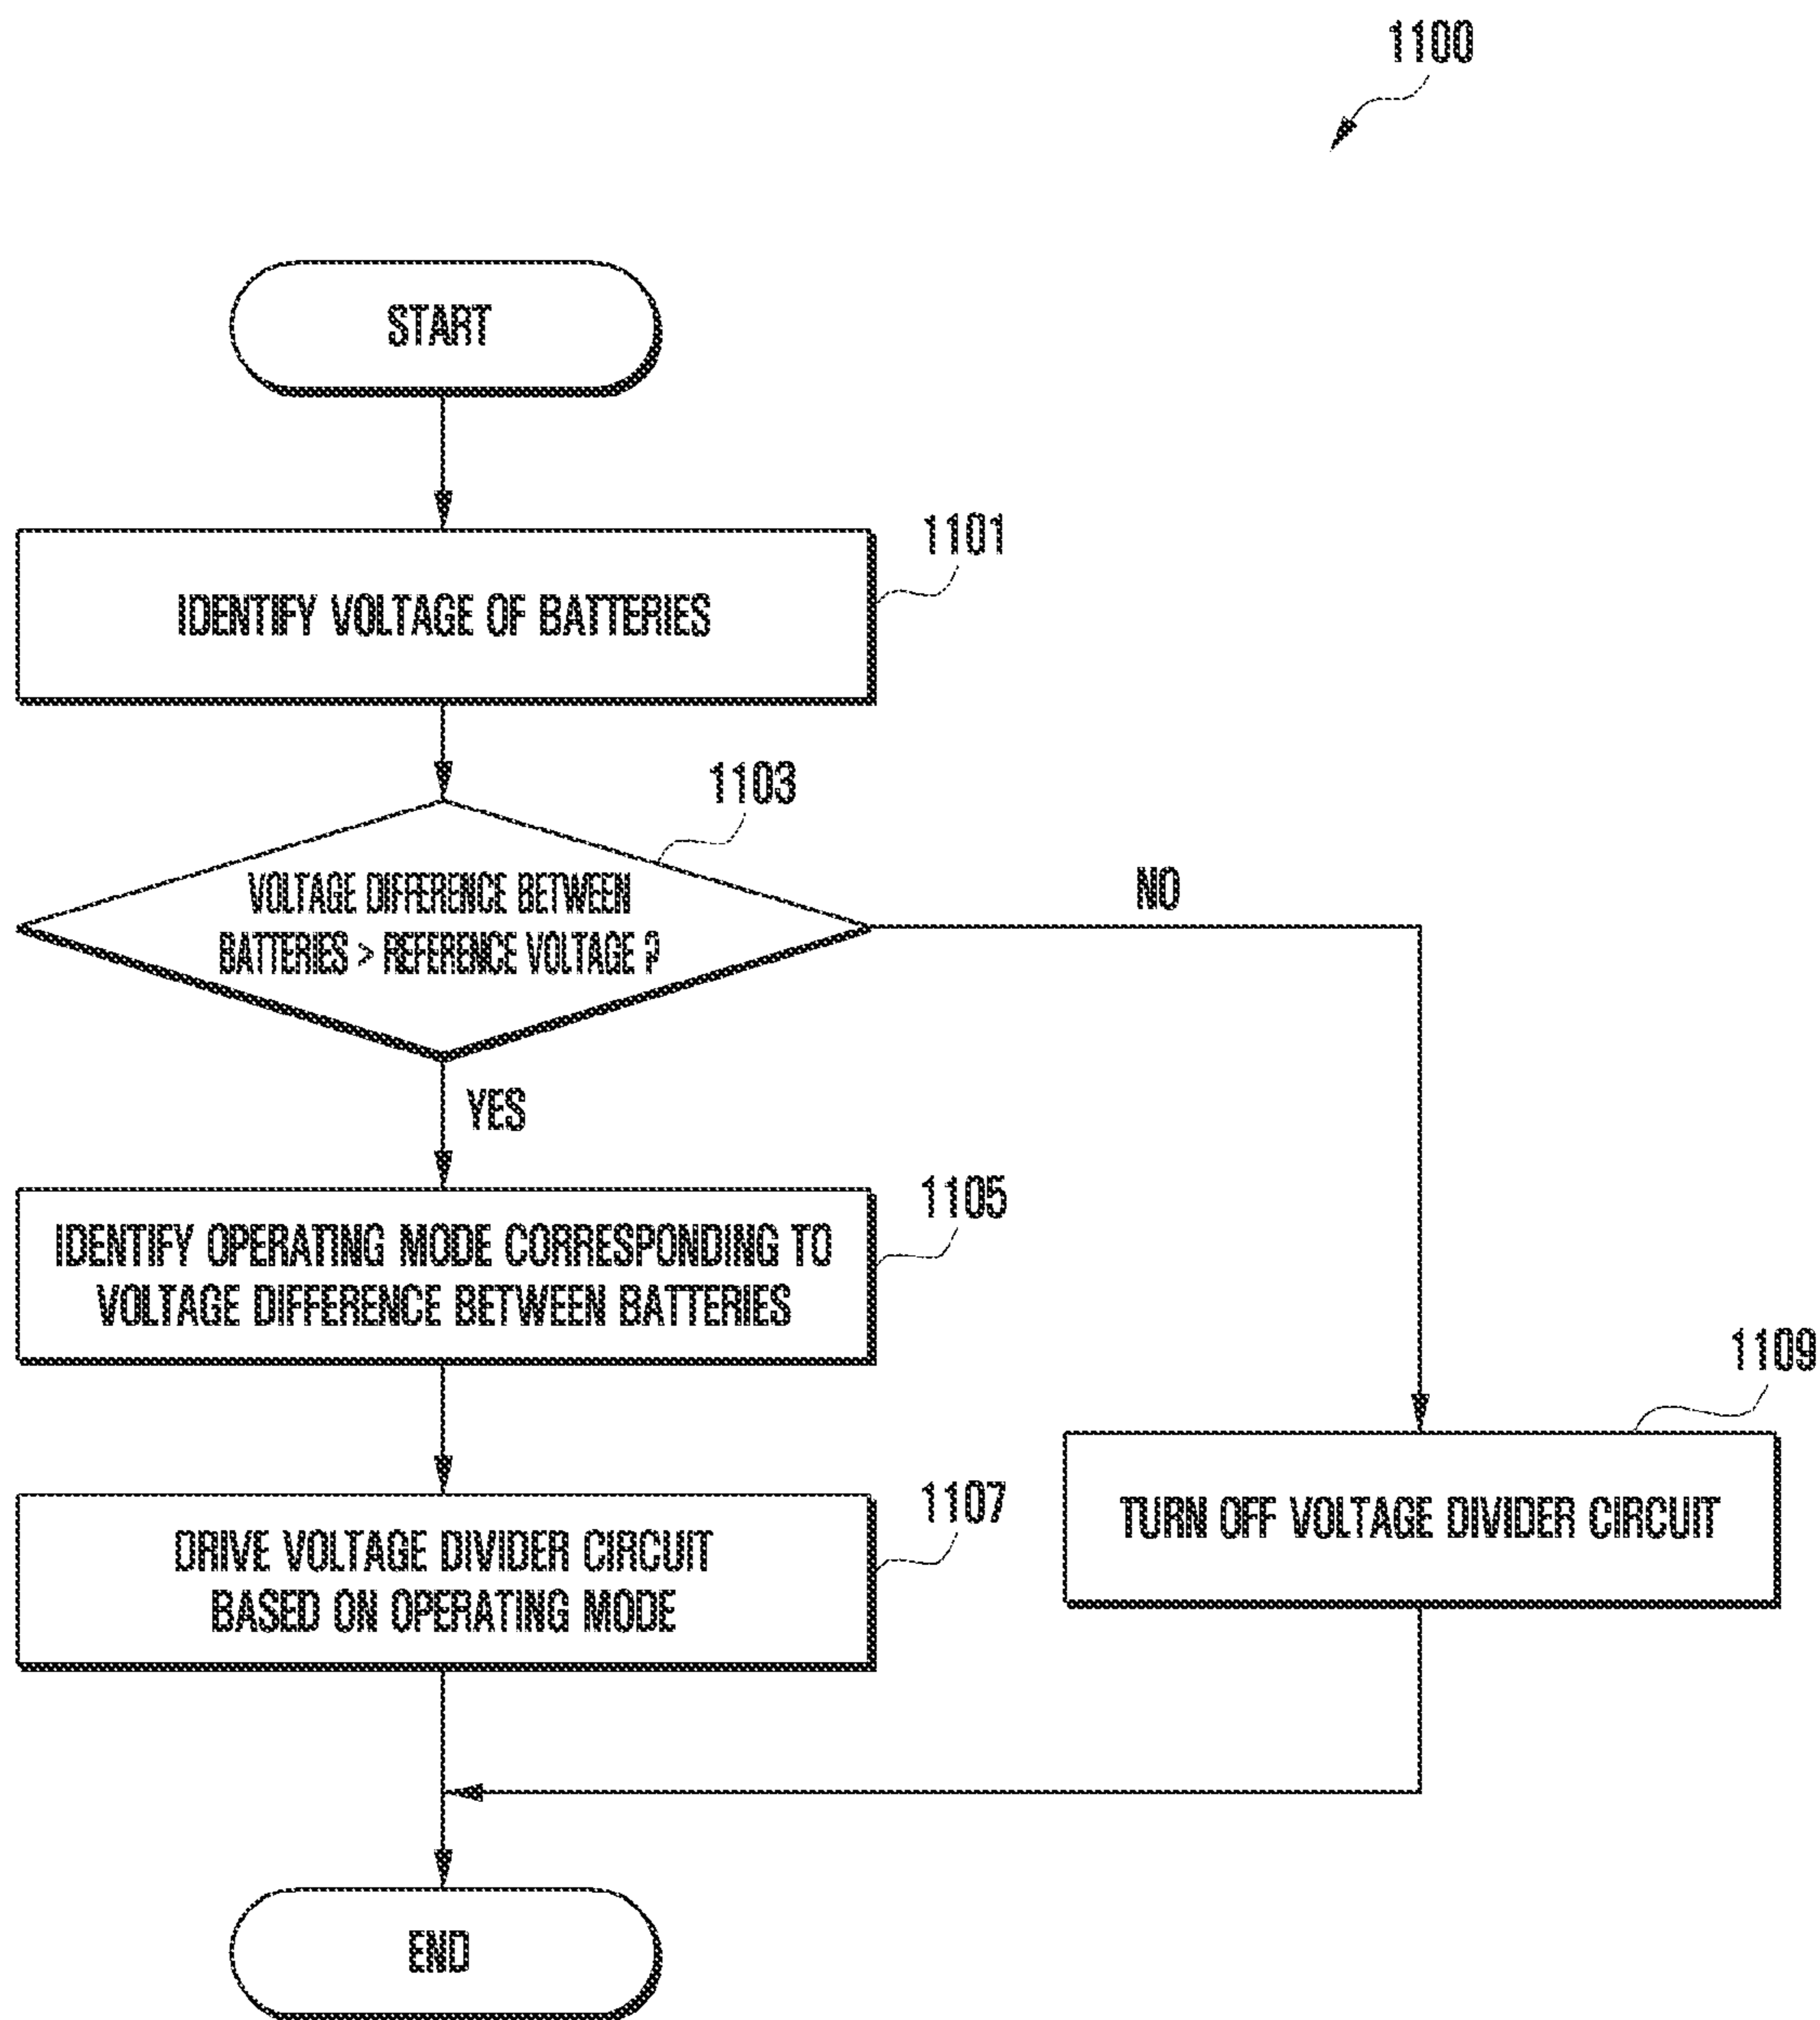 1100
START
1101
IDENTIFY VOLTAGE OF BATTERIES
1103
VOLTAGE DIFFERENCE BETWEEN
BATTERIES > REFERENCE VOLTAGE ?
NO
YES
1105
IDENTIFY OPERATING MODE CORRESPONDING TO
VOLTAGE DIFFERENCE BETWEEN BATTERIES
1109
TURN OFF VOLTAGE DIVIDER CIRCUIT
1107
DRIVE VOLTAGE DIVIDER CIRCUIT
BASED ON OPERATING MODE
END